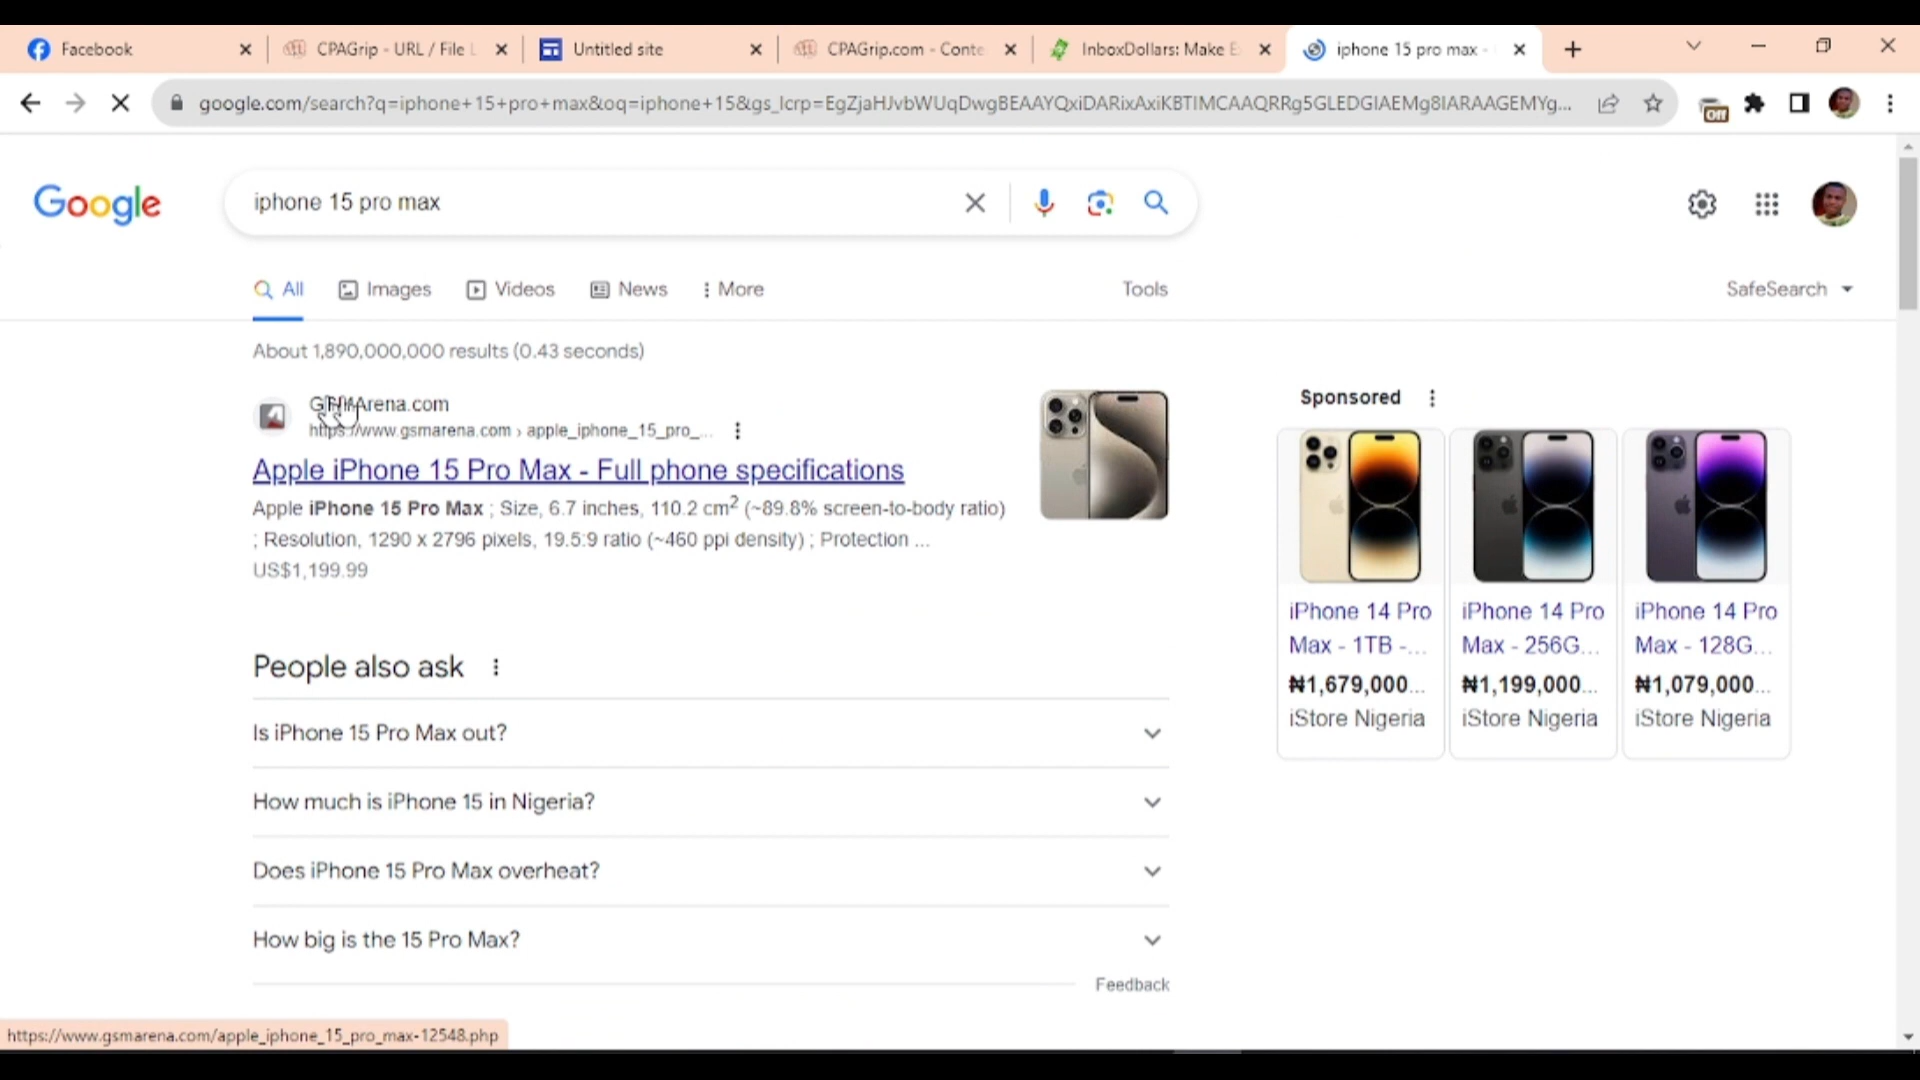 Facebook
CPAGrip - URL / File L
Untitled site
CPAGrip.com - Conte
InboxDollars: Make E
iphone 15 pro max -
google.com/search?q=iphone+15+pro+max&oq=iphone+15&gs_lcrp=EgZjaHJvbWUqDwgBEAAYQxiDARixAxiKBTIMCAAQRRg5GLEDGIAEMg8IARAAGEMYg...
Off
Google
iphone 15 pro max
All
Images
Videos
News
More
Tools
SafeSearch
About 1,890,000,000 results (0.43 seconds)
GSMArena.com
https://www.gsmarena.com › apple_iphone_15_pro_...
Apple iPhone 15 Pro Max - Full phone specifications
Apple iPhone 15 Pro Max ; Size, 6.7 inches, 110.2 cm2 (~89.8% screen-to-body ratio)
; Resolution, 1290 x 2796 pixels, 19.5:9 ratio (~460 ppi density) ; Protection ...
US$1,199.99
People also ask
Is iPhone 15 Pro Max out?
How much is iPhone 15 in Nigeria?
Does iPhone 15 Pro Max overheat?
How big is the 15 Pro Max?
Feedback
Sponsored
iPhone 14 Pro
Max - 1TB -...
₦1,679,000...
iStore Nigeria
iPhone 14 Pro
Max - 256G...
₦1,199,000...
iStore Nigeria
iPhone 14 Pro
Max - 128G...
₦1,079,000...
iStore Nigeria
https://www.gsmarena.com/apple_iphone_15_pro_max-12548.php